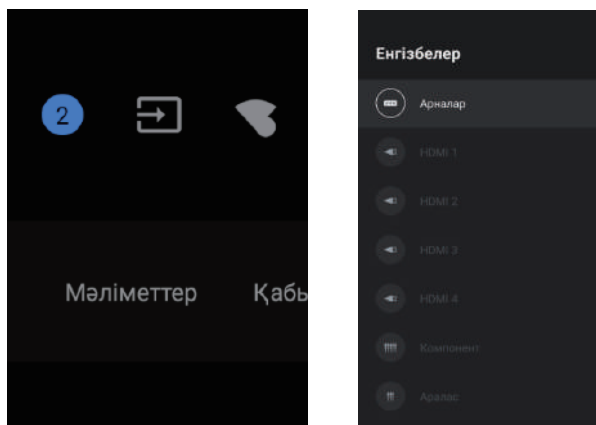 2
Мәліметтер Қабы
Енгізбелер
Арналар
HDMI 1
HDMI 2
HDMI 3
HDMI 4
Компонент
Аралас